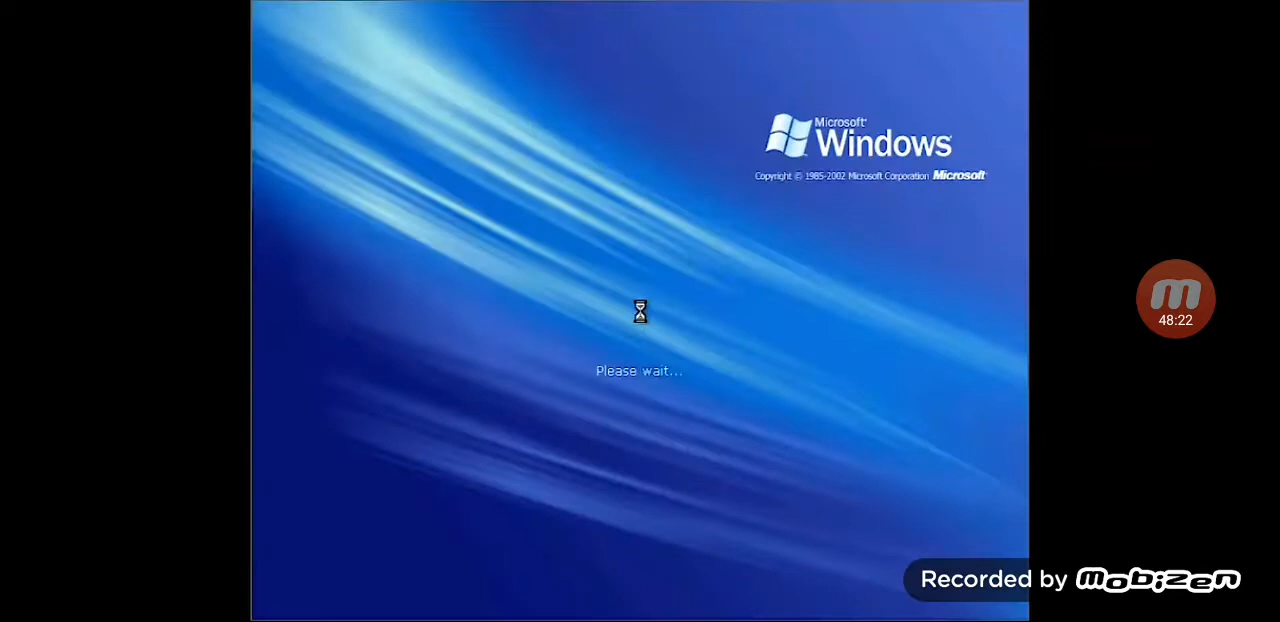 Microsoft®
Windows®
Copyright © 1985-2002 Microsoft Corporation Microsoft
Please wait...
48:22
Recorded by mobizen